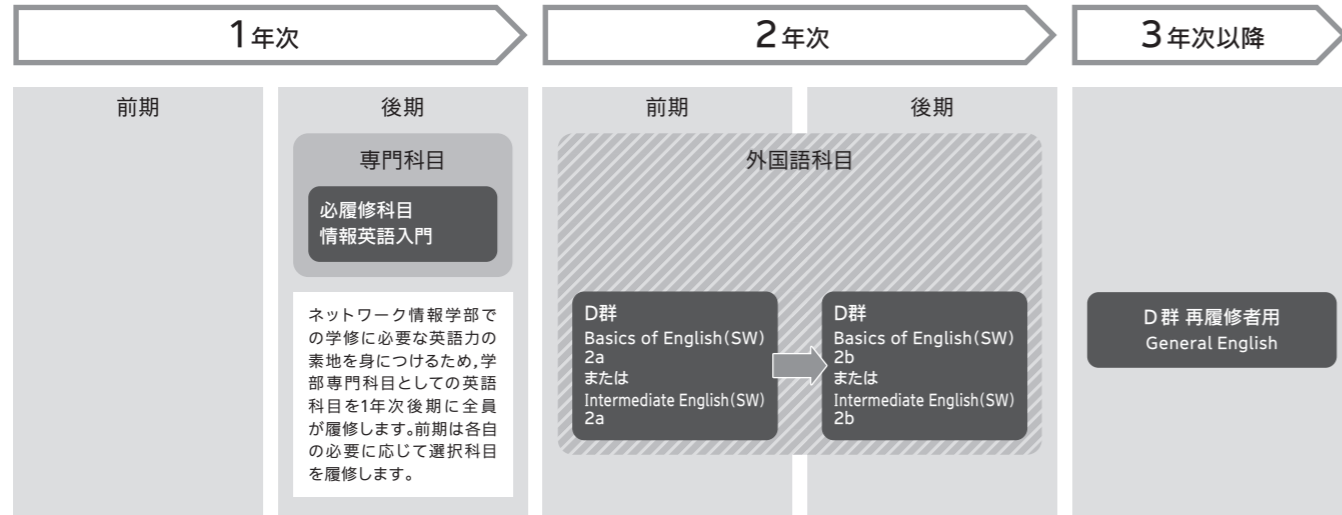 1年次
2年次
3年次以降
前期
後期
前期
後期
専門科目
必履修科目
情報英語入門
ネットワーク情報学部で
の学修に必要な英語力の
素地を身につけるため,学
部専門科目としての英語
科目を1年次後期に全員
が履修します。前期は各自
の必要に応じて選択科目
を履修します。
外国語科目
D群
Basics of English(SW)
2a
または
Intermediate English(SW)
2a
D群
Basics of English(SW)
2b
または
Intermediate English(SW)
2b
D群 再履修者用
General English